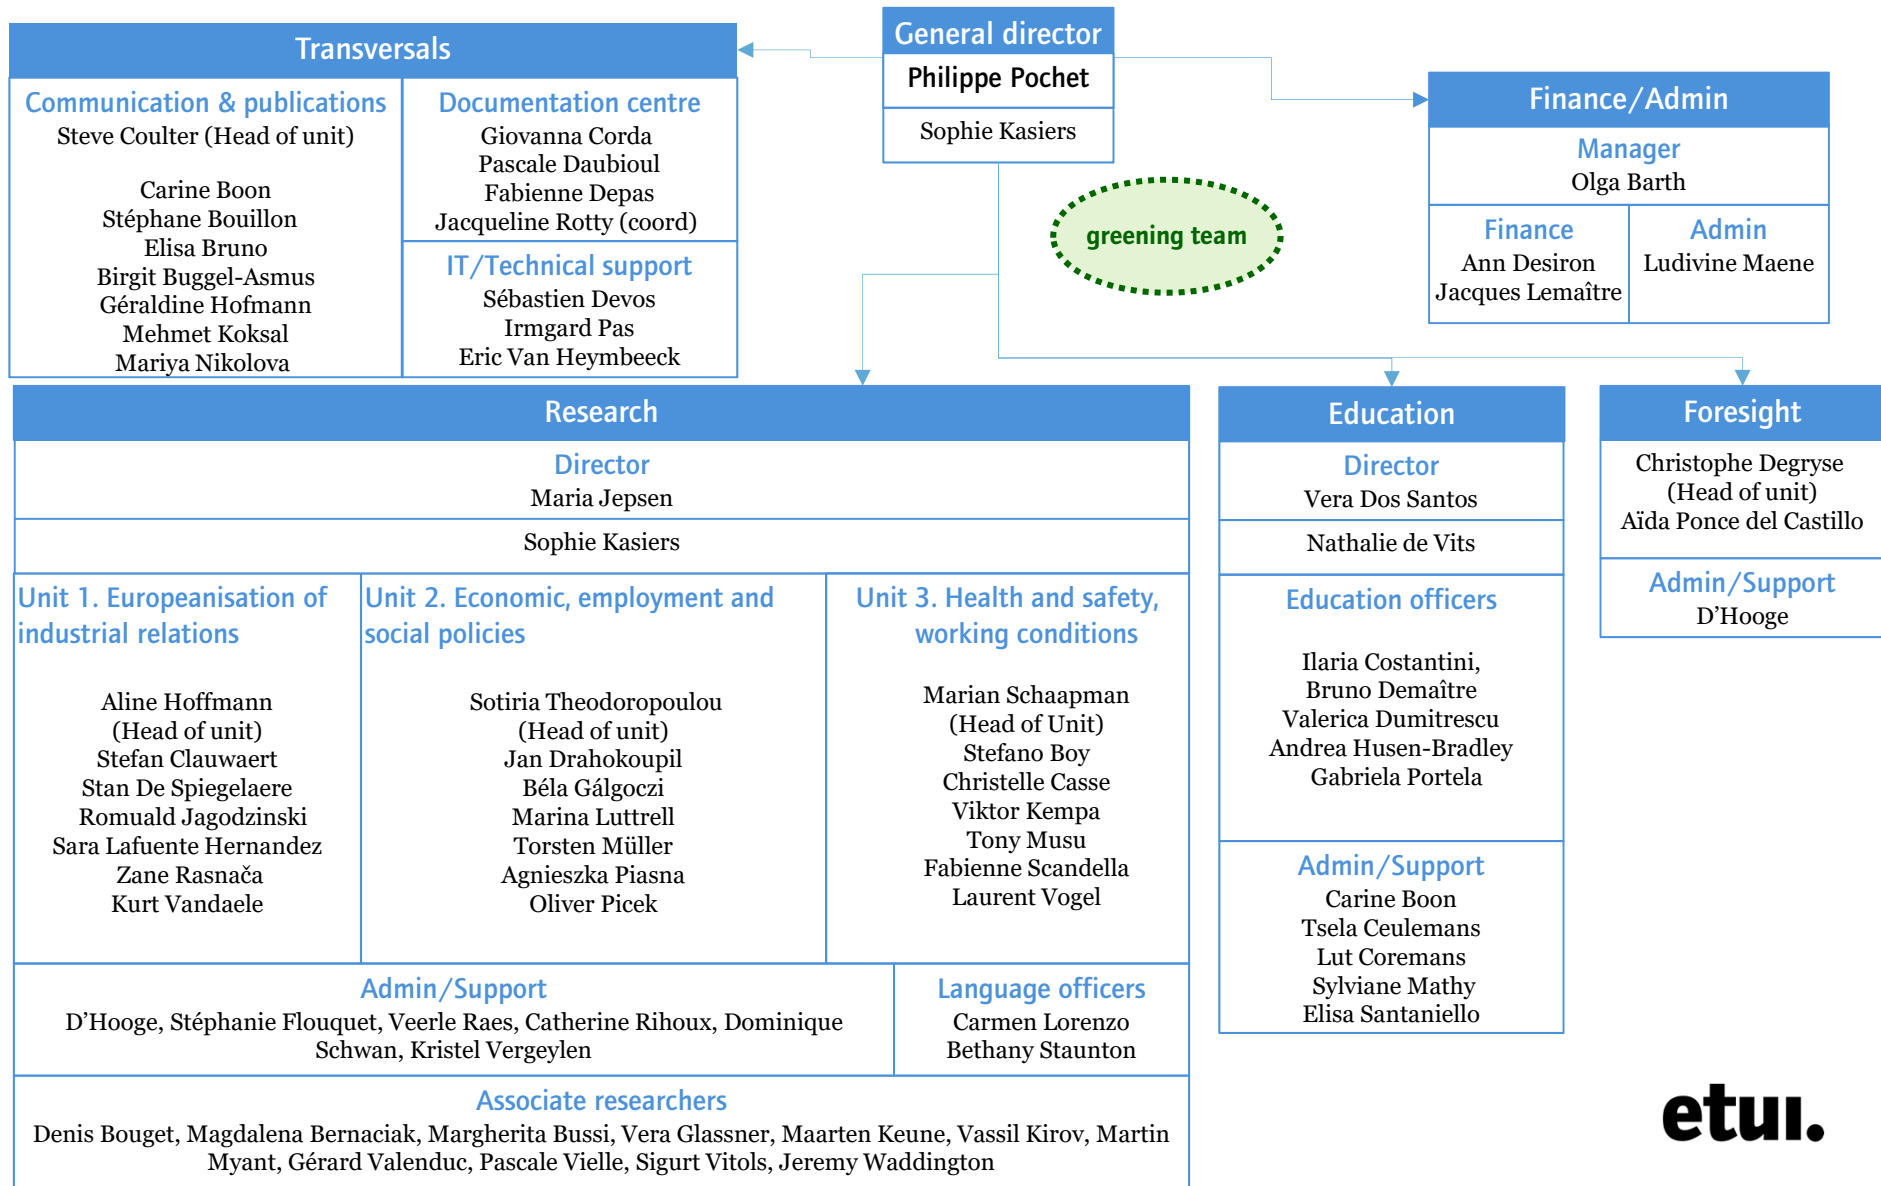 Transversals
Communication & publications
Steve Coulter (Head of unit)
Carine Boon
Stéphane Bouillon
Elisa Bruno
Birgit Buggel-Asmus
Géraldine Hofmann
Mehmet Koksal
Mariya Nikolova
Documentation centre
Giovanna Corda
Pascale Daubioul
Fabienne Depas
Jacqueline Rotty (coord)
IT/Technical support
Sébastien Devos
Irmgard Pas
Eric Van Heymbeeck
General director
Philippe Pochet
Sophie Kasiers
greening team
Finance/Admin
Manager
Olga Barth
Finance
Ann Desiron
Jacques Lemaître
Admin
Ludivine Maene
Research
Director
Maria Jepsen
Sophie Kasiers
Unit 1. Europeanisation of
industrial relations
Aline Hoffmann
(Head of unit)
Stefan Clauwaert
Stan De Spiegelaere
Romuald Jagodzinski
Sara Lafuente Hernandez
Zane Rasnača
Kurt Vandaele
Unit 2. Economic, employment and
social policies
Sotiria Theodoropoulou
(Head of unit)
Jan Drahokoupil
Béla Gálgoczi
Marina Luttrell
Torsten Müller
Agnieszka Piasna
Oliver Picek
Unit 3. Health and safety,
working conditions
Marian Schaapman
(Head of Unit)
Stefano Boy
Christelle Casse
Viktor Kempa
Tony Musu
Fabienne Scandella
Laurent Vogel
Admin/Support
D’Hooge, Stéphanie Flouquet, Veerle Raes, Catherine Rihoux, Dominique
Schwan, Kristel Vergeylen
Language officers
Carmen Lorenzo
Bethany Staunton
Associate researchers
Denis Bouget, Magdalena Bernaciak, Margherita Bussi, Vera Glassner, Maarten Keune, Vassil Kirov, Martin
Myant, Gérard Valenduc, Pascale Vielle, Sigurt Vitols, Jeremy Waddington
Education
Director
Vera Dos Santos
Nathalie de Vits
Education officers
Ilaria Costantini,
Bruno Demaître
Valerica Dumitrescu
Andrea Husen-Bradley
Gabriela Portela
Admin/Support
Carine Boon
Tsela Ceulemans
Lut Coremans
Sylviane Mathy
Elisa Santaniello
Foresight
Christophe Degryse
(Head of unit)
Aïda Ponce del Castillo
Admin/Support
D’Hooge
etui.